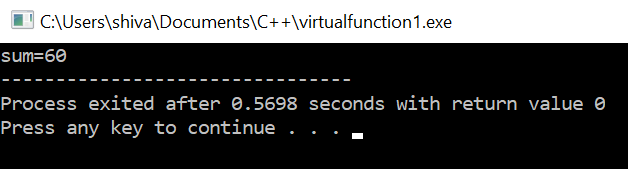 C:\Users\shiva\Documents\C++\virtualfunction1.exe
sum=60
--------------------------------
Process exited after 0.5698 seconds with return value 0
Press any key to continue . . .